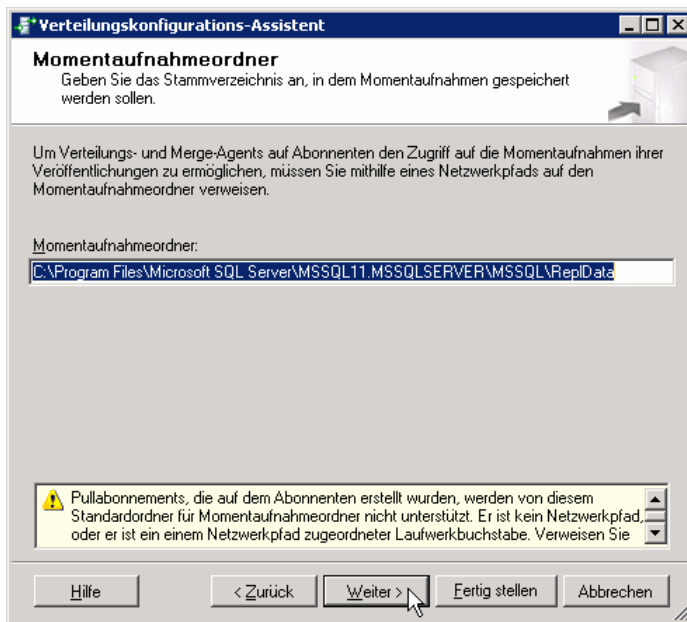 Verteilungskonfigurations-Assistent
Momentaufnahmeordner
Geben Sie das Stammverzeichnis an, in dem Momentaufnahmen gespeichert
werden sollen.
Um Verteilungs- und Merge-Agents auf Abonnenten den Zugriff auf die Momentaufnahmen ihrer
Veröffentlichungen zu ermöglichen, müssen Sie mithilfe eines Netzwerkpfads auf den
Momentaufnahmeordner verweisen.
Momentaufnahmeordner:
C:\Program Files\Microsoft SQL Server\MSSQL11.MSSQLSERVER\MSSQL\ReplData
Pullabonnements, die auf dem Abonnenten erstellt wurden, werden von diesem
Standardordner für Momentaufnahmeordner nicht unterstützt. Er ist kein Netzwerkpfad,
oder er ist ein einem Netzwerkpfad zugeordneter Laufwerkbuchstabe. Verweisen Sie
Hilfe < Zurück Weiter > Fertig stellen Abbrechen